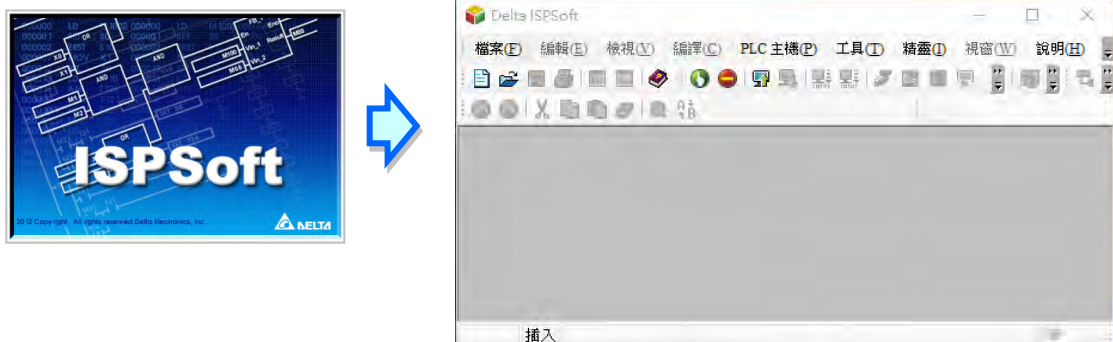 ISPSoft
2012 Copyright. All rights reserved.Delta Electronics, Inc.
DELTA
Delta ISPSoft
檔案(F) 編輯(E) 檢視(V) 編譯(C) PLC 主機(P) 工具(T) 精靈(I) 視窗(W) 說明(H)
插入